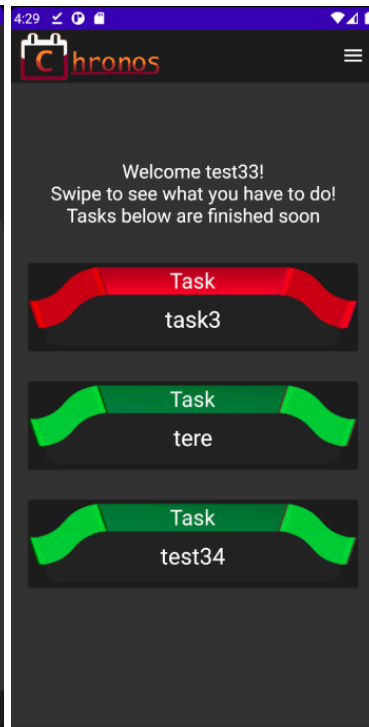 4:29
Chronos
Welcome test33!
Swipe to see what you have to do!
Tasks below are finished soon
Task
task3
Task
tere
Task
test34